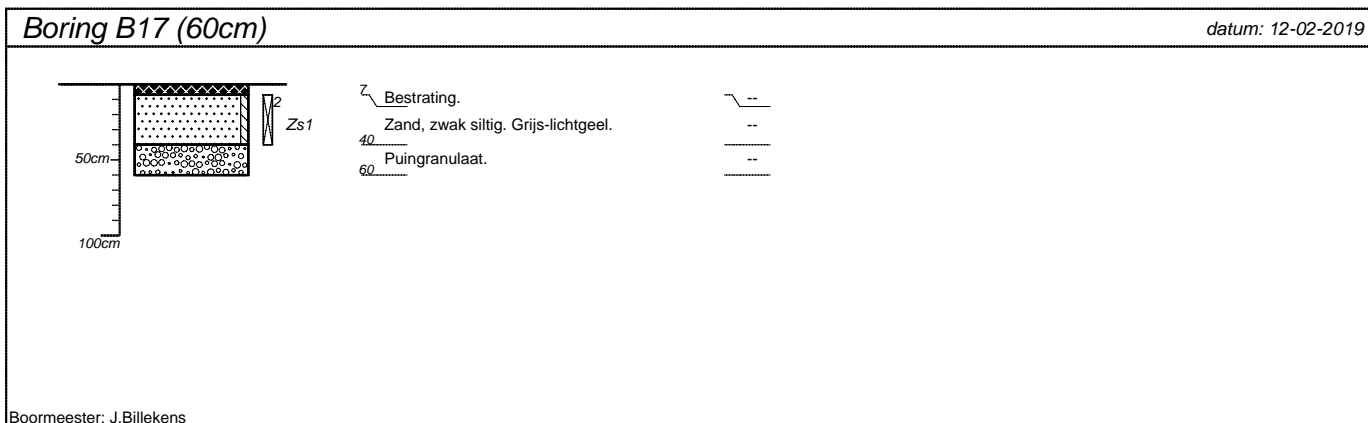 Boring B17 (60cm) datum: 12-02-2019
7 Bestrating. --
2
Zs1 Zand, zwak siltig. Grijs-lichtgeel. --
40
50cm Puingranulaat. --
60
100cm
Boormeester: J.Billekens